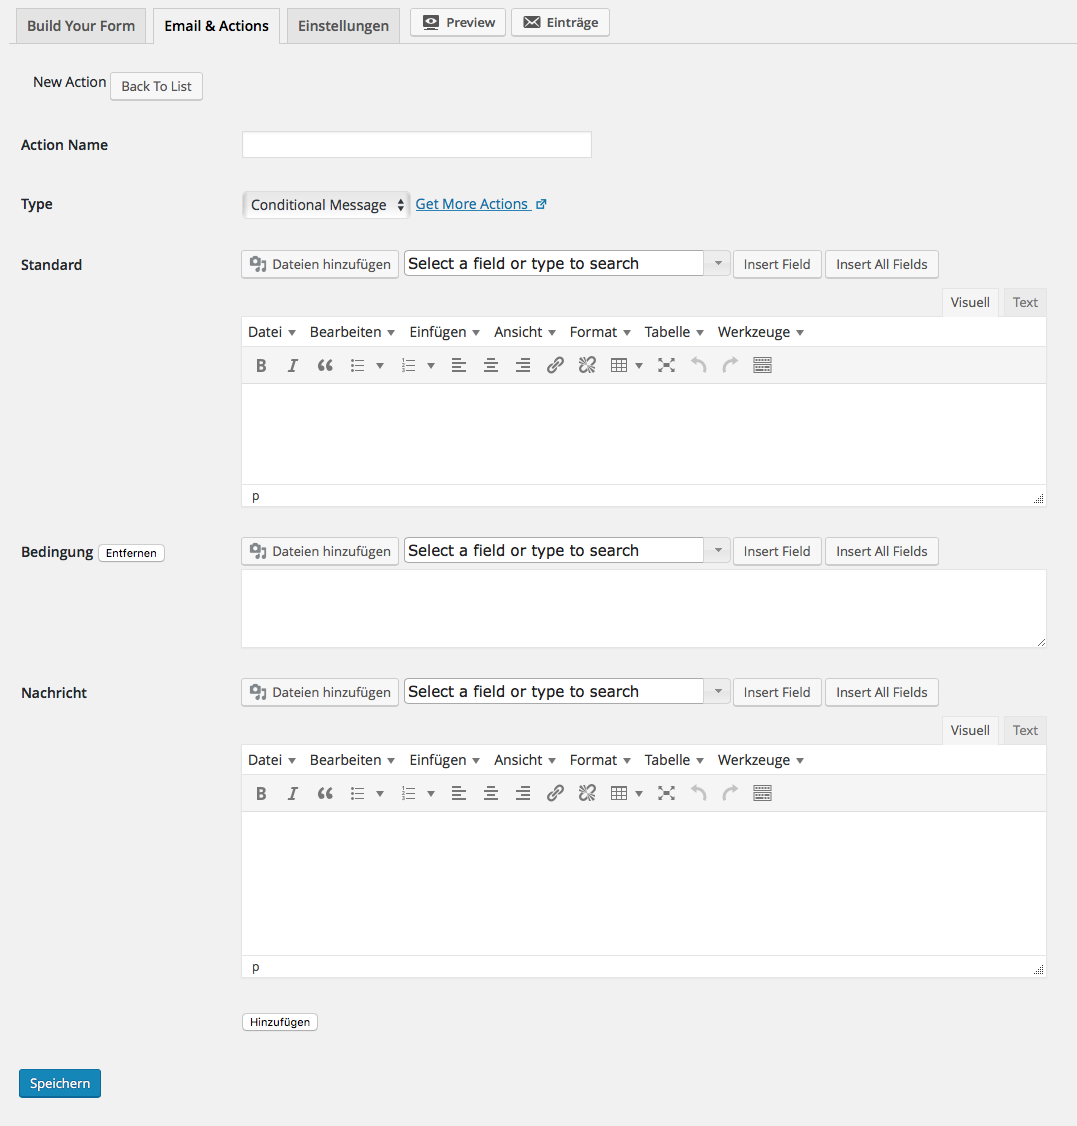 Build Your Form Email & Actions Einstellungen Preview Einträge
New Action Back To List
Action Name
Type Conditional Message Get More Actions
Standard Dateien hinzufügen Select a field or type to search Insert Field Insert All Fields
Visuell Text
Datei Bearbeiten Einfügen Ansicht Format Tabelle Werkzeuge
p
Bedingung Entfernen Dateien hinzufügen Select a field or type to search Insert Field Insert All Fields
Nachricht Dateien hinzufügen Select a field or type to search Insert Field Insert All Fields
Visuell Text
Datei Bearbeiten Einfügen Ansicht Format Tabelle Werkzeuge
p
Hinzufügen
Speichern